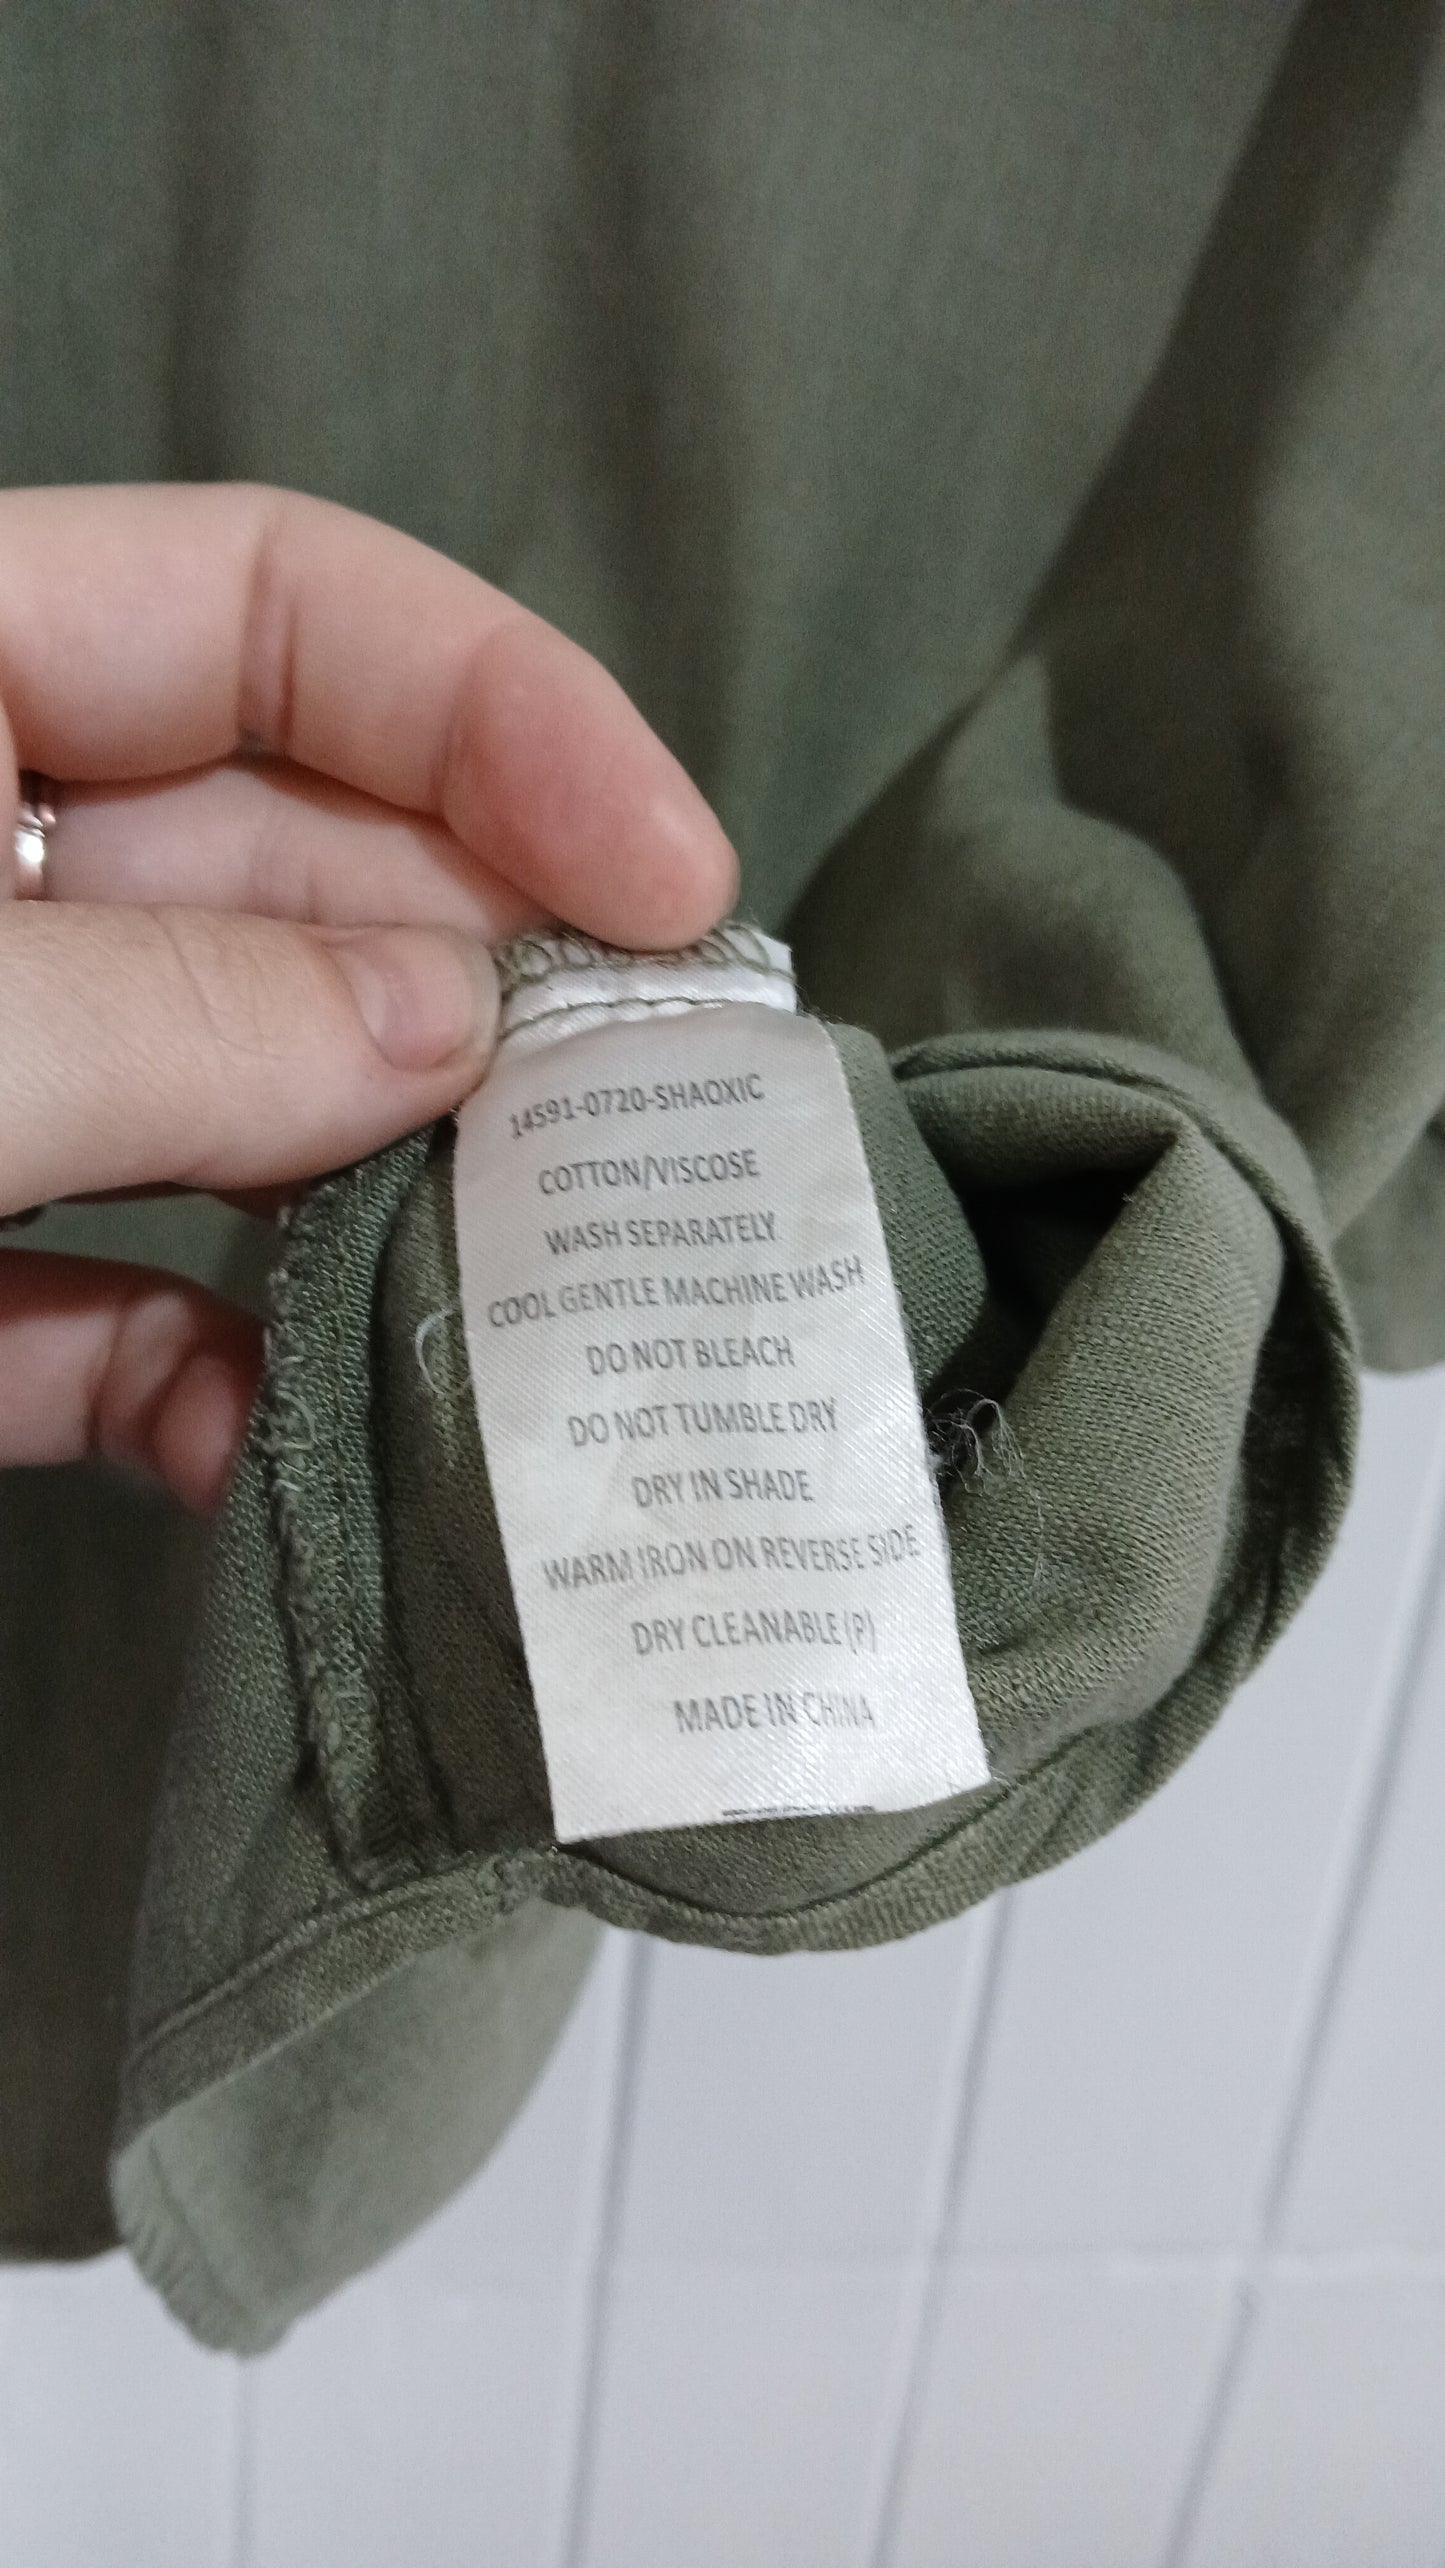 14591-0720-SHAOXIC
COTTON/VISCOSE
WASH SEPARATELY
COOL GENTLE MACHINE WASH
DO NOT BLEACH
DO NOT TUMBLE DRY
DRY IN SHADE
WARM IRON ON REVERSE SIDE
DRY CLEANABLE (P)
MADE IN CHINA